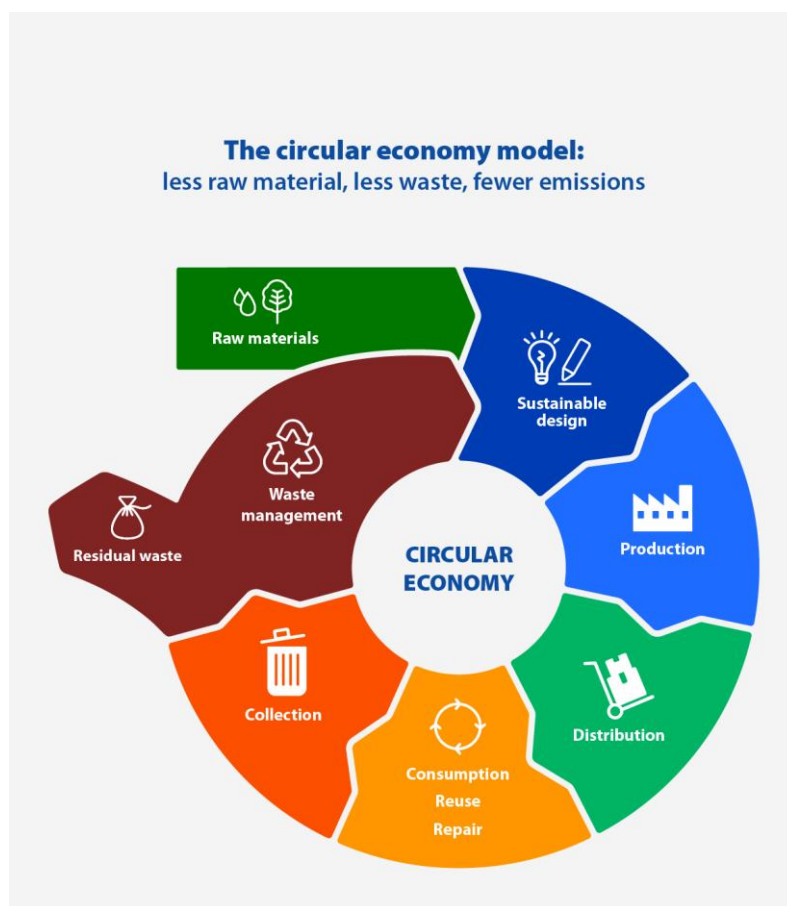 The circular economy model:
less raw material, less waste, fewer emissions
Raw materials
Sustainable
design
Production
Distribution
Consumption
Reuse
Repair
Collection
Waste
management
Residual waste
CIRCULAR
ECONOMY